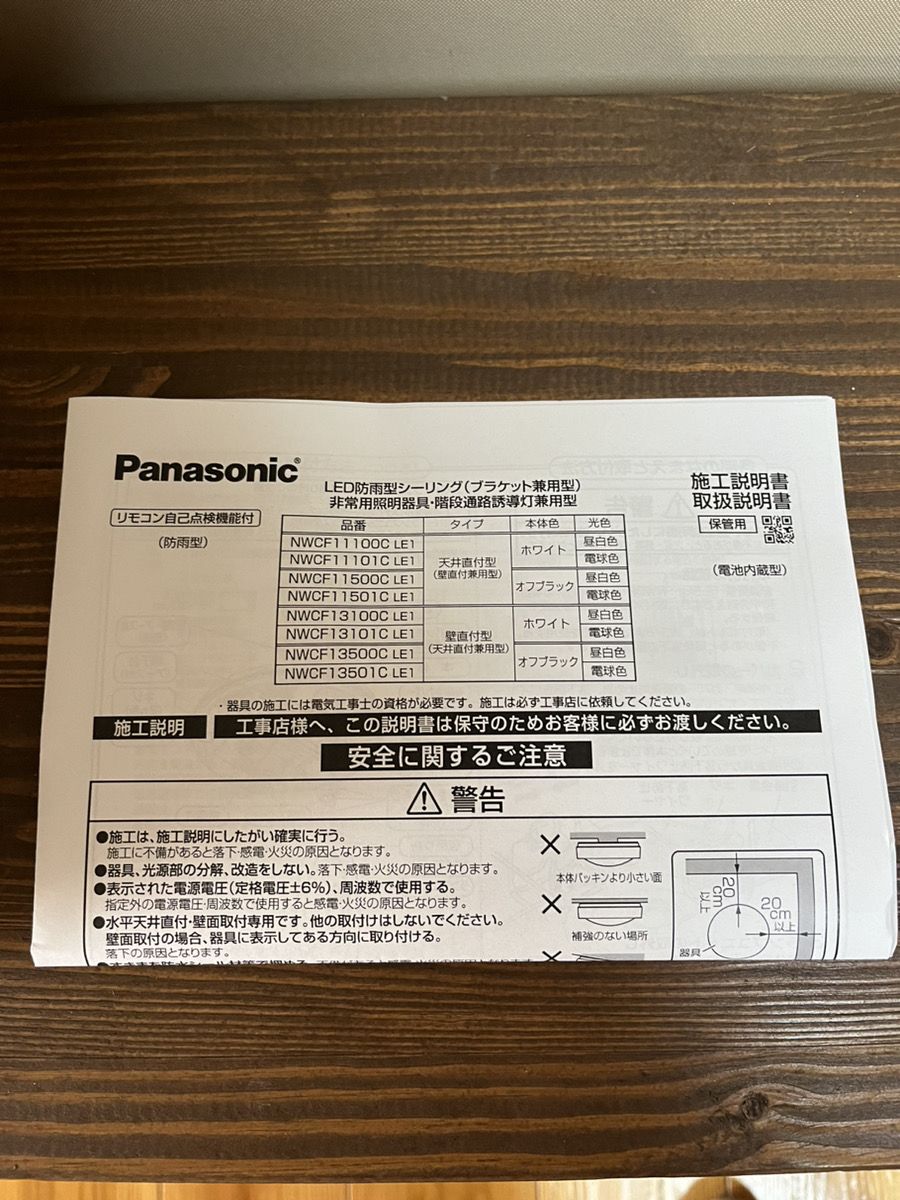 Panasonic®
リモコン自己点検機能付
(防雨型)
LED防雨型シーリング(ブラケット兼用型)
非常用照明器具・階段通路誘導灯兼用型
施工説明書
取扱説明書
保管用
(電池内蔵型)
品番 タイプ 本体色 光色
NWCF11100C LE1 天井直付型 (壁直付兼用型) ホワイト 昼白色
NWCF11101C LE1 電球色
NWCF11500C LE1 オフブラック 昼白色
NWCF11501C LE1 電球色
NWCF13100C LE1 壁直付型 (天井直付兼用型) ホワイト 昼白色
NWCF13101C LE1 電球色
NWCF13500C LE1 オフブラック 昼白色
NWCF13501C LE1 電球色
・器具の施工には電気工事士の資格が必要です。施工は必ず工事店に依頼してください。
施工説明 工事店様へ、この説明書は保守のためお客様に必ずお渡しください。
安全に関するご注意
警告
●施工は、施工説明にしたがい確実に行う。
施工に不備があると落下・感電・火災の原因となります。
●器具、光源部の分解、改造をしない。落下・感電・火災の原因となります。
●表示された電源電圧(定格電圧±6%)、周波数で使用する。
指定外の電源電圧・周波数で使用すると感電・火災の原因となります。
●水平天井直付・壁面取付専用です。他の取付けはしないでください。
壁面取付の場合、器具に表示してある方向に取り付ける。
落下の原因となります。
本体パッキンより小さい面
補強のない場所
20cm以上
20cm以上
器具